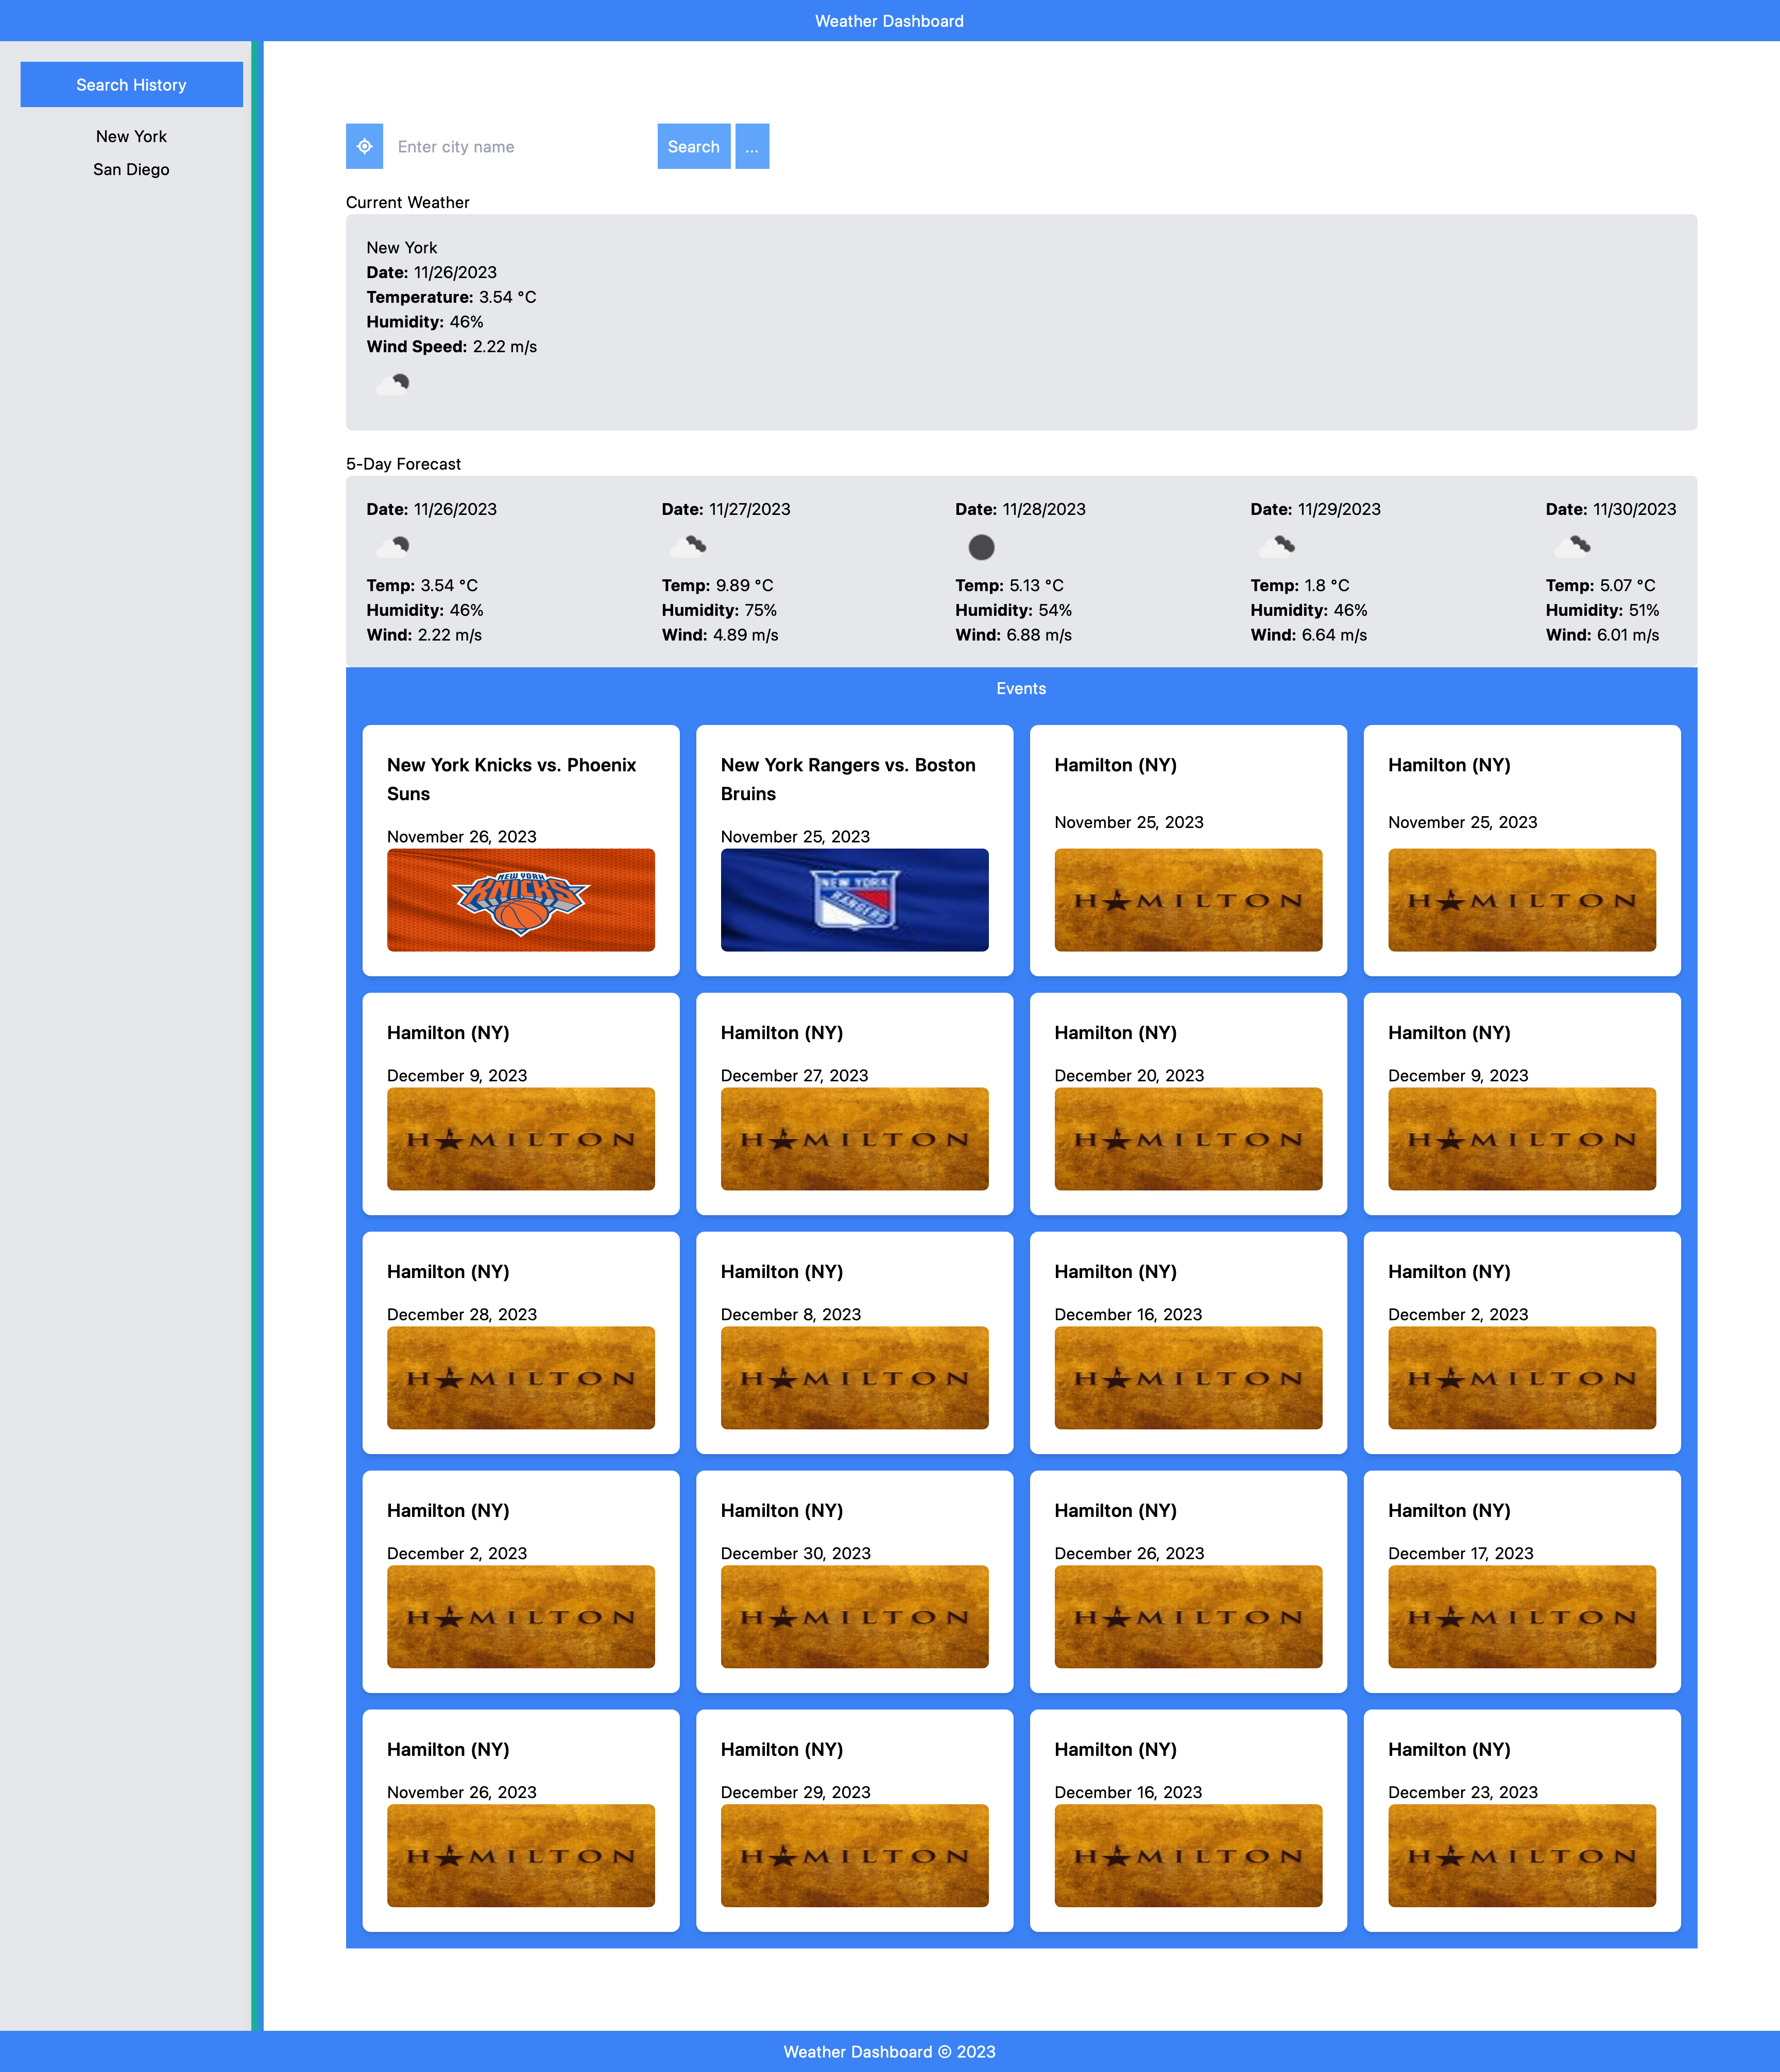 Weather Dashboard
Search History
New York
San Diego
Enter city name
Search
...
Current Weather
New York
Date: 11/26/2023
Temperature: 3.54 °C
Humidity: 46%
Wind Speed: 2.22 m/s
5-Day Forecast
Date: 11/26/2023
Temp: 3.54 °C
Humidity: 46%
Wind: 2.22 m/s
Date: 11/27/2023
Temp: 9.89 °C
Humidity: 75%
Wind: 4.89 m/s
Date: 11/28/2023
Temp: 5.13 °C
Humidity: 54%
Wind: 6.88 m/s
Date: 11/29/2023
Temp: 1.8 °C
Humidity: 46%
Wind: 6.64 m/s
Date: 11/30/2023
Temp: 5.07 °C
Humidity: 51%
Wind: 6.01 m/s
Events
New York Knicks vs. Phoenix
Suns
November 26, 2023
NEW YORK
KNICKS
New York Rangers vs. Boston
Bruins
November 25, 2023
NEW YORK
RANGERS
Hamilton (NY)
November 25, 2023
HAMILTON
Hamilton (NY)
November 25, 2023
HAMILTON
Hamilton (NY)
December 9, 2023
HAMILTON
Hamilton (NY)
December 27, 2023
HAMILTON
Hamilton (NY)
December 20, 2023
HAMILTON
Hamilton (NY)
December 9, 2023
HAMILTON
Hamilton (NY)
December 28, 2023
HAMILTON
Hamilton (NY)
December 8, 2023
HAMILTON
Hamilton (NY)
December 16, 2023
HAMILTON
Hamilton (NY)
December 2, 2023
HAMILTON
Hamilton (NY)
December 2, 2023
HAMILTON
Hamilton (NY)
December 30, 2023
HAMILTON
Hamilton (NY)
December 26, 2023
HAMILTON
Hamilton (NY)
December 17, 2023
HAMILTON
Hamilton (NY)
November 26, 2023
HAMILTON
Hamilton (NY)
December 29, 2023
HAMILTON
Hamilton (NY)
December 16, 2023
HAMILTON
Hamilton (NY)
December 23, 2023
HAMILTON
Weather Dashboard © 2023